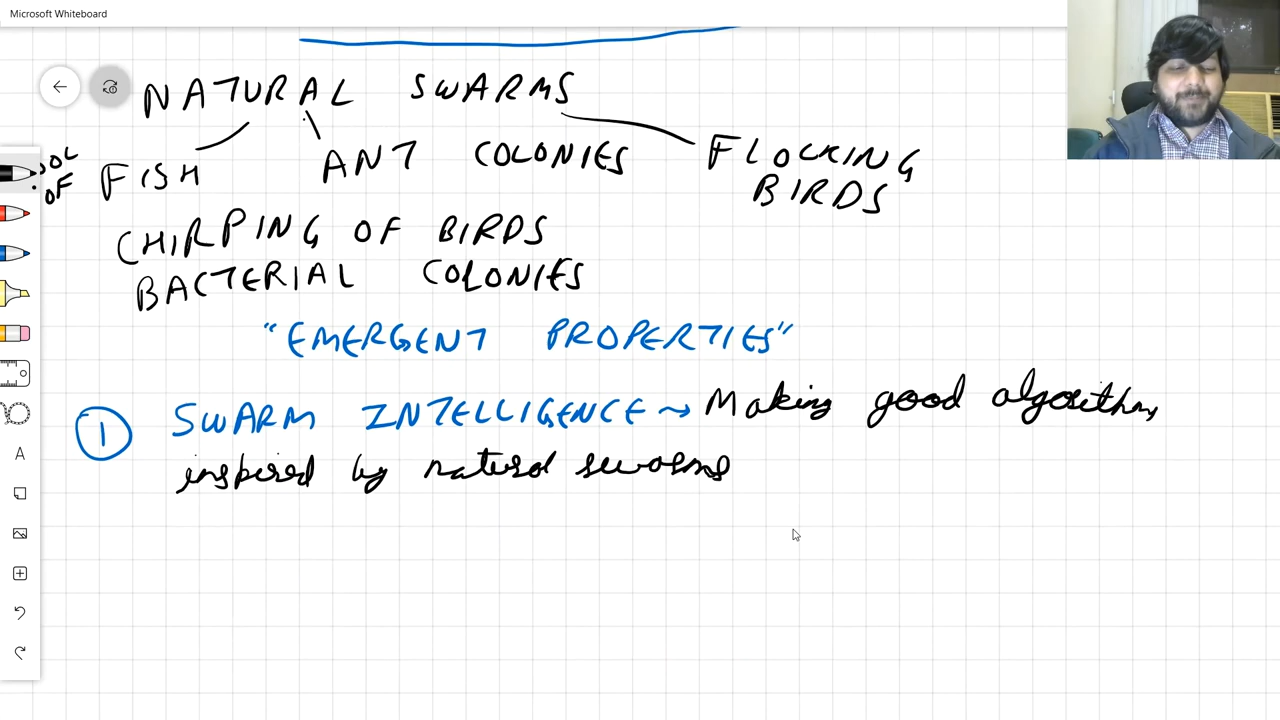 Microsoft Whiteboard
NATURAL SWARMS
FISH ANT COLONIES FLOCKING
OF BIRDS
CHIRPING OF BIRDS
BACTERIAL COLONIES
"EMERGENT PROPERTIES"
1 SWARM INTELLIGENCE → Making good algorithms
inspired by natural swarms
A